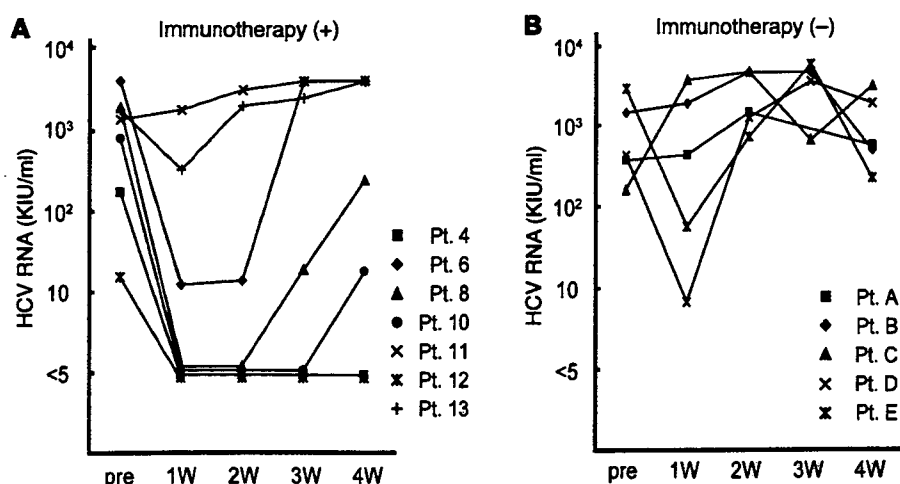 A Immunotherapy (+)
HCV RNA (KIU/ml)
10⁴
10³
10²
10
<5
pre 1W 2W 3W 4W
Pt. 4
Pt. 6
Pt. 8
Pt. 10
Pt. 11
Pt. 12
Pt. 13
B Immunotherapy (–)
HCV RNA (KIU/ml)
10⁴
10³
10²
10
<5
pre 1W 2W 3W 4W
Pt. A
Pt. B
Pt. C
Pt. D
Pt. E